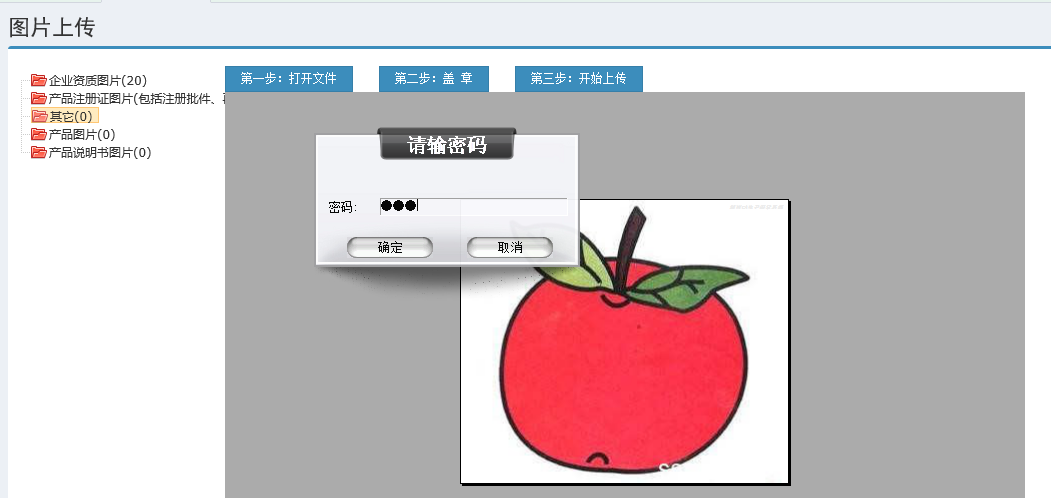 图片上传
企业资质图片(20)
产品注册证图片(包括注册批件、
其它(0)
产品图片(0)
产品说明书图片(0)
第一步：打开文件
第二步：盖 章
第三步：开始上传
请输密码
密码：
确定
取消